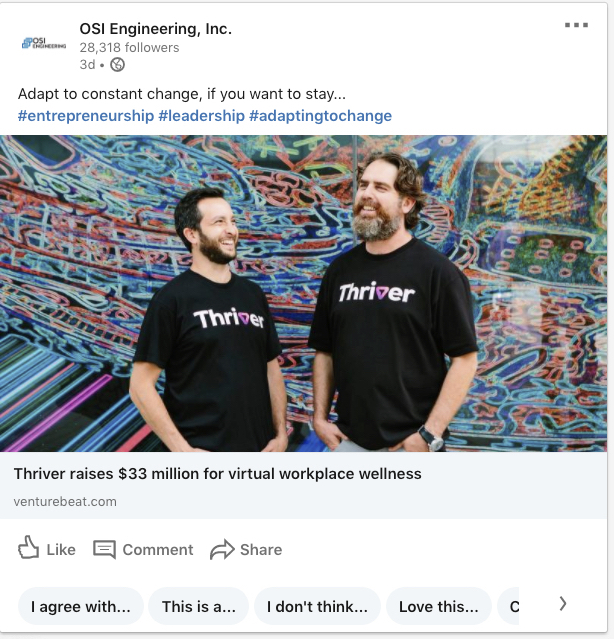 OSI
ENGINEERING
OSI Engineering, Inc.
28,318 followers
3d •
Adapt to constant change, if you want to stay...
#entrepreneurship #leadership #adaptingtochange
Thriver
Thriver
Thriver raises $33 million for virtual workplace wellness
venturebeat.com
Like Comment Share
I agree with... This is a... I don't think... Love this... C